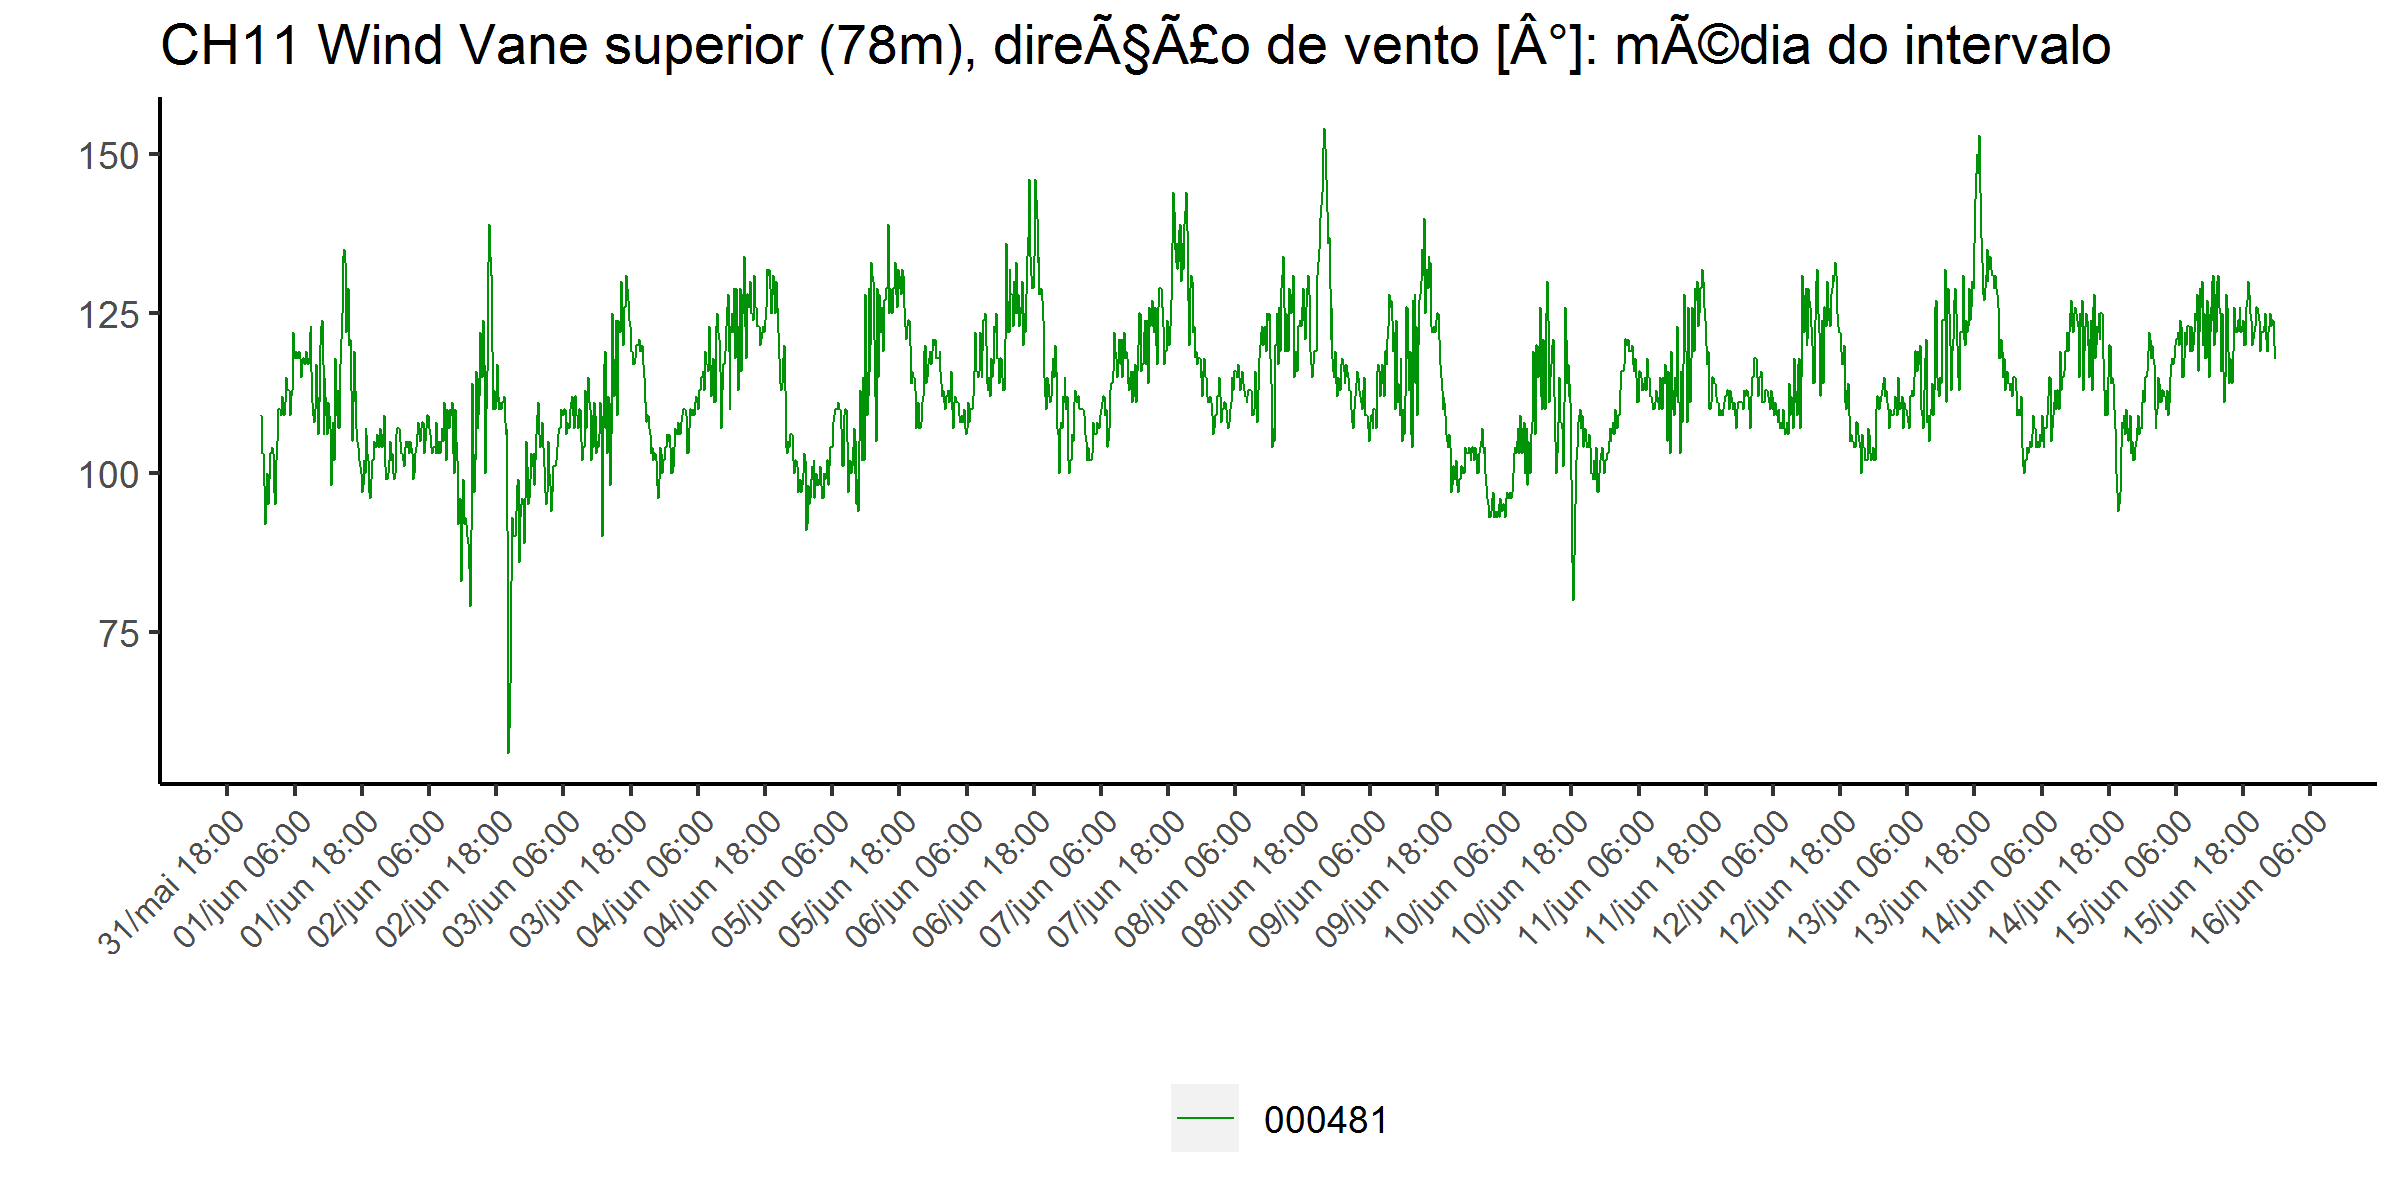 CH11 Wind Vane superior (78m), direÃ§Ã£o de vento [Â°]: mÃ©dia do intervalo
150
125
100
75
31/mai 18:00
01/jun 06:00
01/jun 18:00
02/jun 06:00
02/jun 18:00
03/jun 06:00
03/jun 18:00
04/jun 06:00
04/jun 18:00
05/jun 06:00
05/jun 18:00
06/jun 06:00
06/jun 18:00
07/jun 06:00
07/jun 18:00
08/jun 06:00
08/jun 18:00
09/jun 06:00
09/jun 18:00
10/jun 06:00
10/jun 18:00
11/jun 06:00
11/jun 18:00
12/jun 06:00
12/jun 18:00
13/jun 06:00
13/jun 18:00
14/jun 06:00
14/jun 18:00
15/jun 06:00
15/jun 18:00
16/jun 06:00
000481